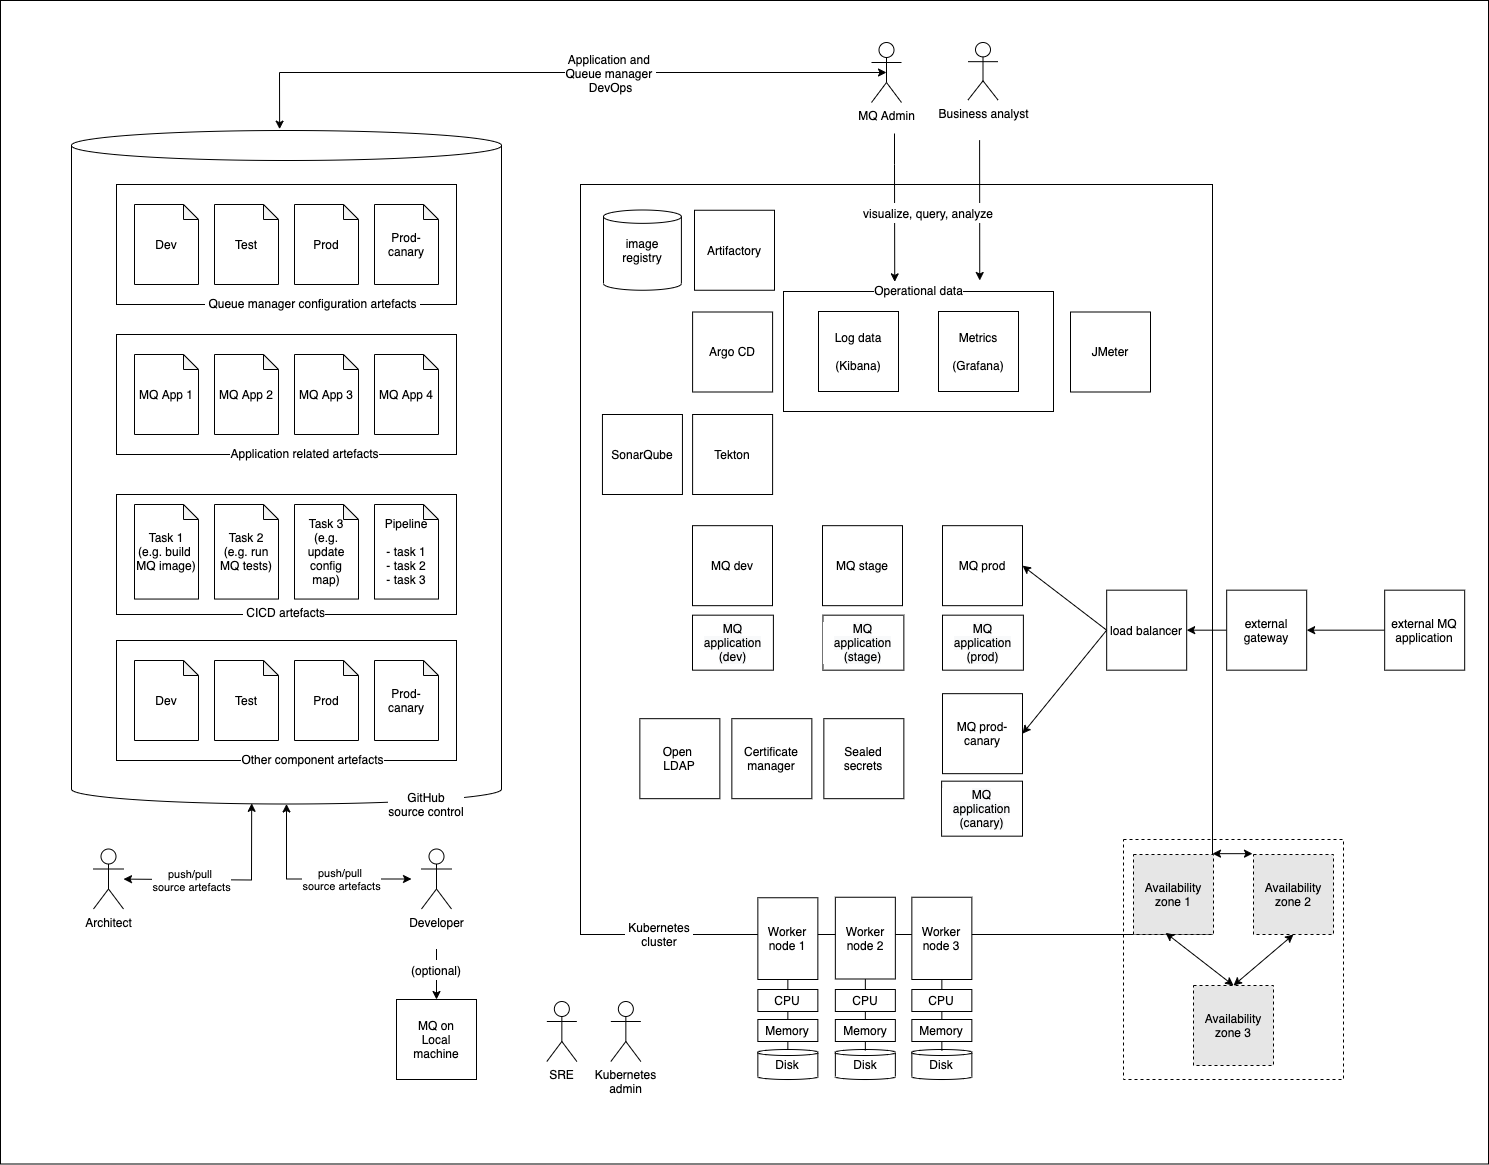 Application and
Queue manager
DevOps
MQ Admin
Business analyst
visualize, query, analyze
Dev
Test
Prod
Prod-
canary
Queue manager configuration artefacts
MQ App 1
MQ App 2
MQ App 3
MQ App 4
Application related artefacts
Task 1
(e.g. build
MQ image)
Task 2
(e.g. run
MQ tests)
Task 3
(e.g.
update
config
map)
Pipeline
- task 1
- task 2
- task 3
CICD artefacts
Dev
Test
Prod
Prod-
canary
Other component artefacts
GitHub
source control
push/pull
source artefacts
push/pull
source artefacts
Architect
Developer
(optional)
MQ on
Local
machine
SRE
Kubernetes
admin
image
registry
Artifactory
Operational data
Argo CD
Log data
(Kibana)
Metrics
(Grafana)
JMeter
SonarQube
Tekton
MQ dev
MQ stage
MQ prod
MQ
application
(dev)
MQ
application
(stage)
MQ
application
(prod)
load balancer
external
gateway
external MQ
application
Open
LDAP
Certificate
manager
Sealed
secrets
MQ prod-
canary
MQ
application
(canary)
Kubernetes
cluster
Worker
node 1
Worker
node 2
Worker
node 3
CPU
CPU
CPU
Memory
Memory
Memory
Disk
Disk
Disk
Availability
zone 1
Availability
zone 2
Availability
zone 3